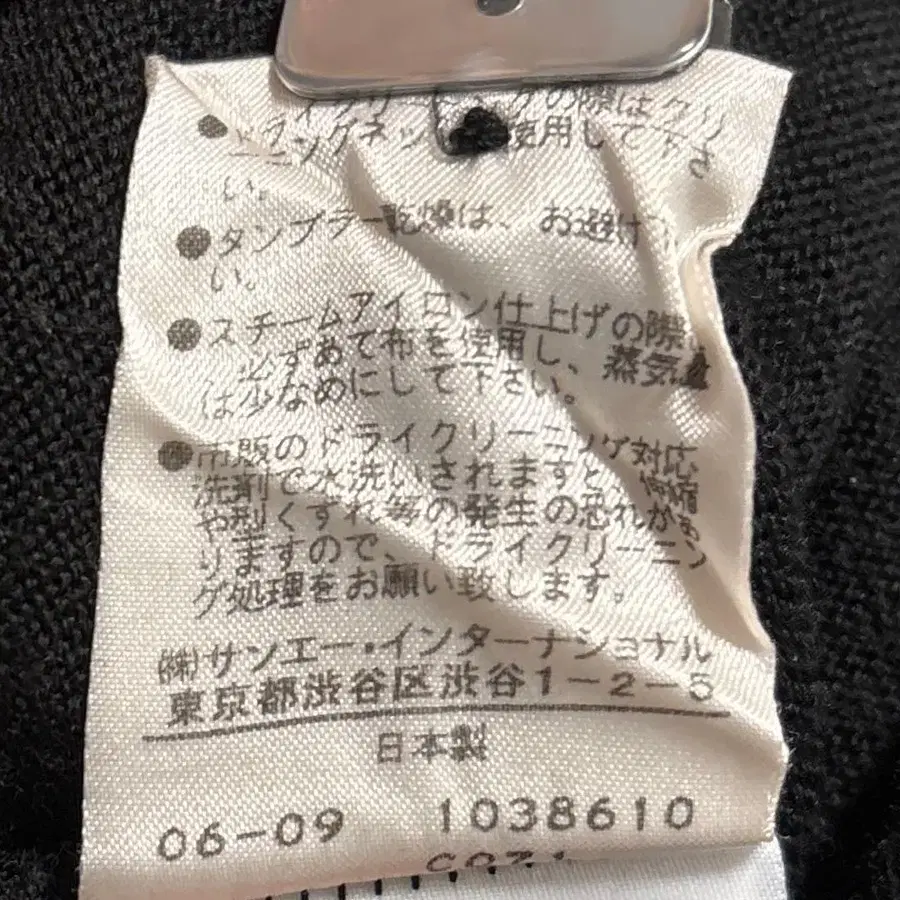 ●ドライクリーニングの際はクリ
ーニングネット使用して下さ
い。
●タンブラー乾燥は、お避け
い。
●スチームアイロン仕上げの際
必ずあて布を使用し、蒸気量
は少なめにして下さい。
●市販のドライクリーニング対応
洗剤で水洗いされますと、伸縮
や型くずれ等の発生の恐れがあ
りますので、ドライクリーニン
グ処理をお願い致します。
(株)サンエー・インターナショナル
東京都渋谷区渋谷1-2-5
日本製
06-09 1038610